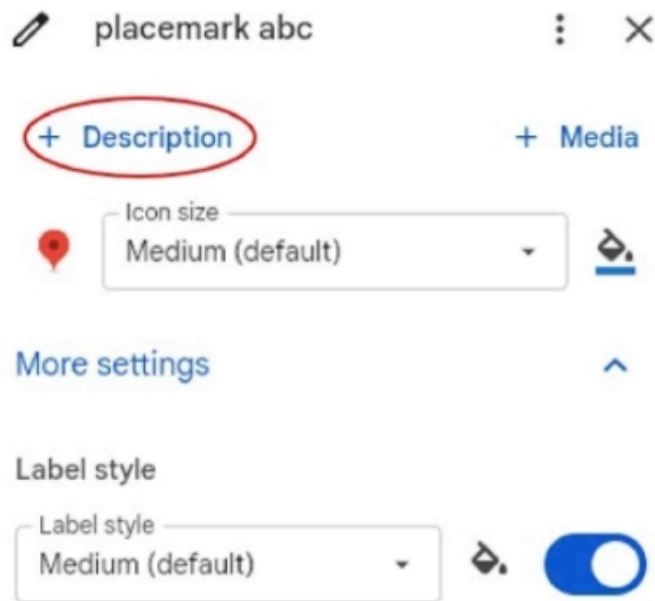 placemark abc
+ Description + Media
Icon size
Medium (default)
More settings
Label style
Label style
Medium (default)